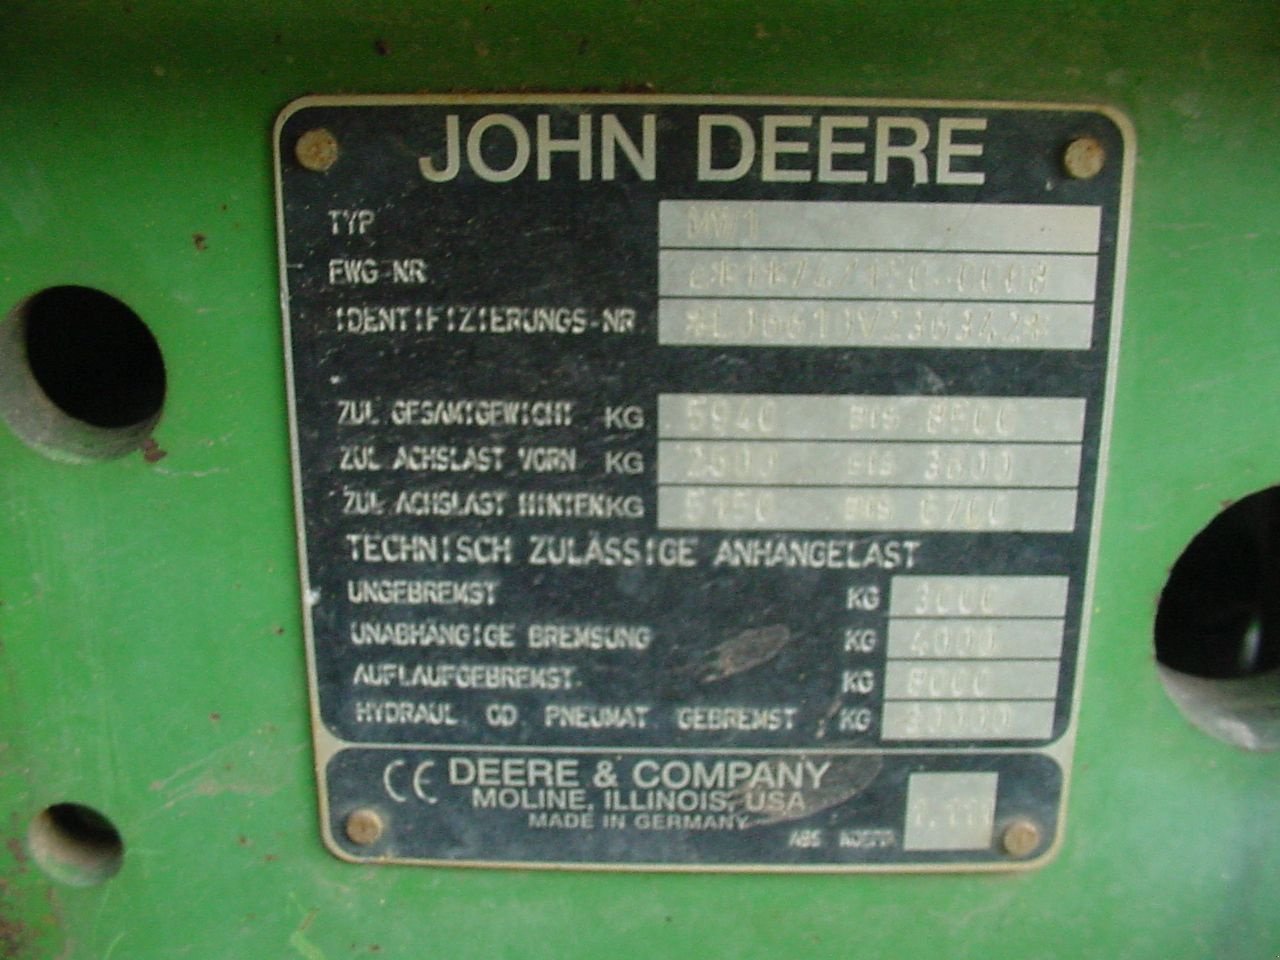 JOHN DEERE
TYP
EWG-NR
IDENTIFIZIERUNGS-NR
ZUL GESAMTGEWICHT KG 5940 BIS 8500
ZUL ACHSLAST VORN KG 2500 BIS
ZUL ACHSLAST HINTEN KG 5150 BIS 6700
TECHNISCH ZULÄSSIGE ANHÄNGELAST
UNGEBREMST KG 3000
UNABHÄNGIGE BREMSUNG KG 4000
AUFLAUFGEBREMST KG 8000
HYDRAUL OD PNEUMAT GEBREMST KG
CE DEERE & COMPANY
MOLINE, ILLINOIS, USA
MADE IN GERMANY